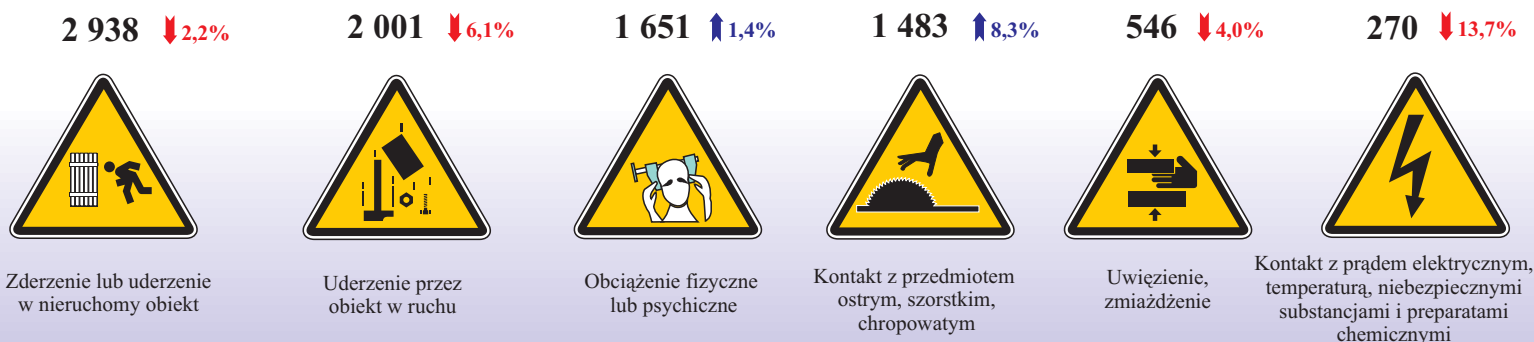 2 938 2,2%
2 001 6,1%
1 651 1,4%
1 483 8,3%
546 4,0%
270 13,7%
Zderzenie lub uderzenie
w nieruchomy obiekt
Uderzenie przez
obiekt w ruchu
Obciążenie fizyczne
lub psychiczne
Kontakt z przedmiotem
ostrym, szorstkim,
chropowatym
Uwięzienie,
zmiażdżenie
Kontakt z prądem elektrycznym,
temperaturą, niebezpiecznymi
substancjami i preparatami
chemicznymi